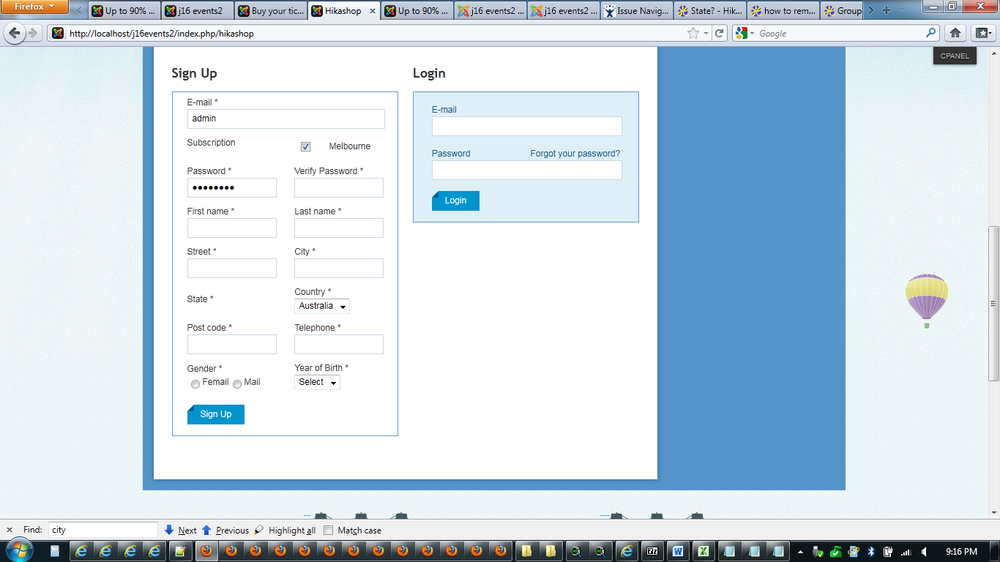 Firefox
Up to 90% ...
j16 events2
Buy your tic...
Hikashop
Up to 90% ...
j16 events2 ...
j16 events2 ...
Issue Navig...
State? - Hik...
how to rem...
Group
http://localhost/j16events2/index.php/hikashop
Google
CPANEL
Sign Up
E-mail *
admin
Subscription
Melbourne
Password *
Verify Password *
First name *
Last name *
Street *
City *
State *
Country *
Australia
Post code *
Telephone *
Gender *
Femail
Mail
Year of Birth *
Select
Sign Up
Login
E-mail
Password
Forgot your password?
Login
Find:
city
Next
Previous
Highlight all
Match case
9:16 PM